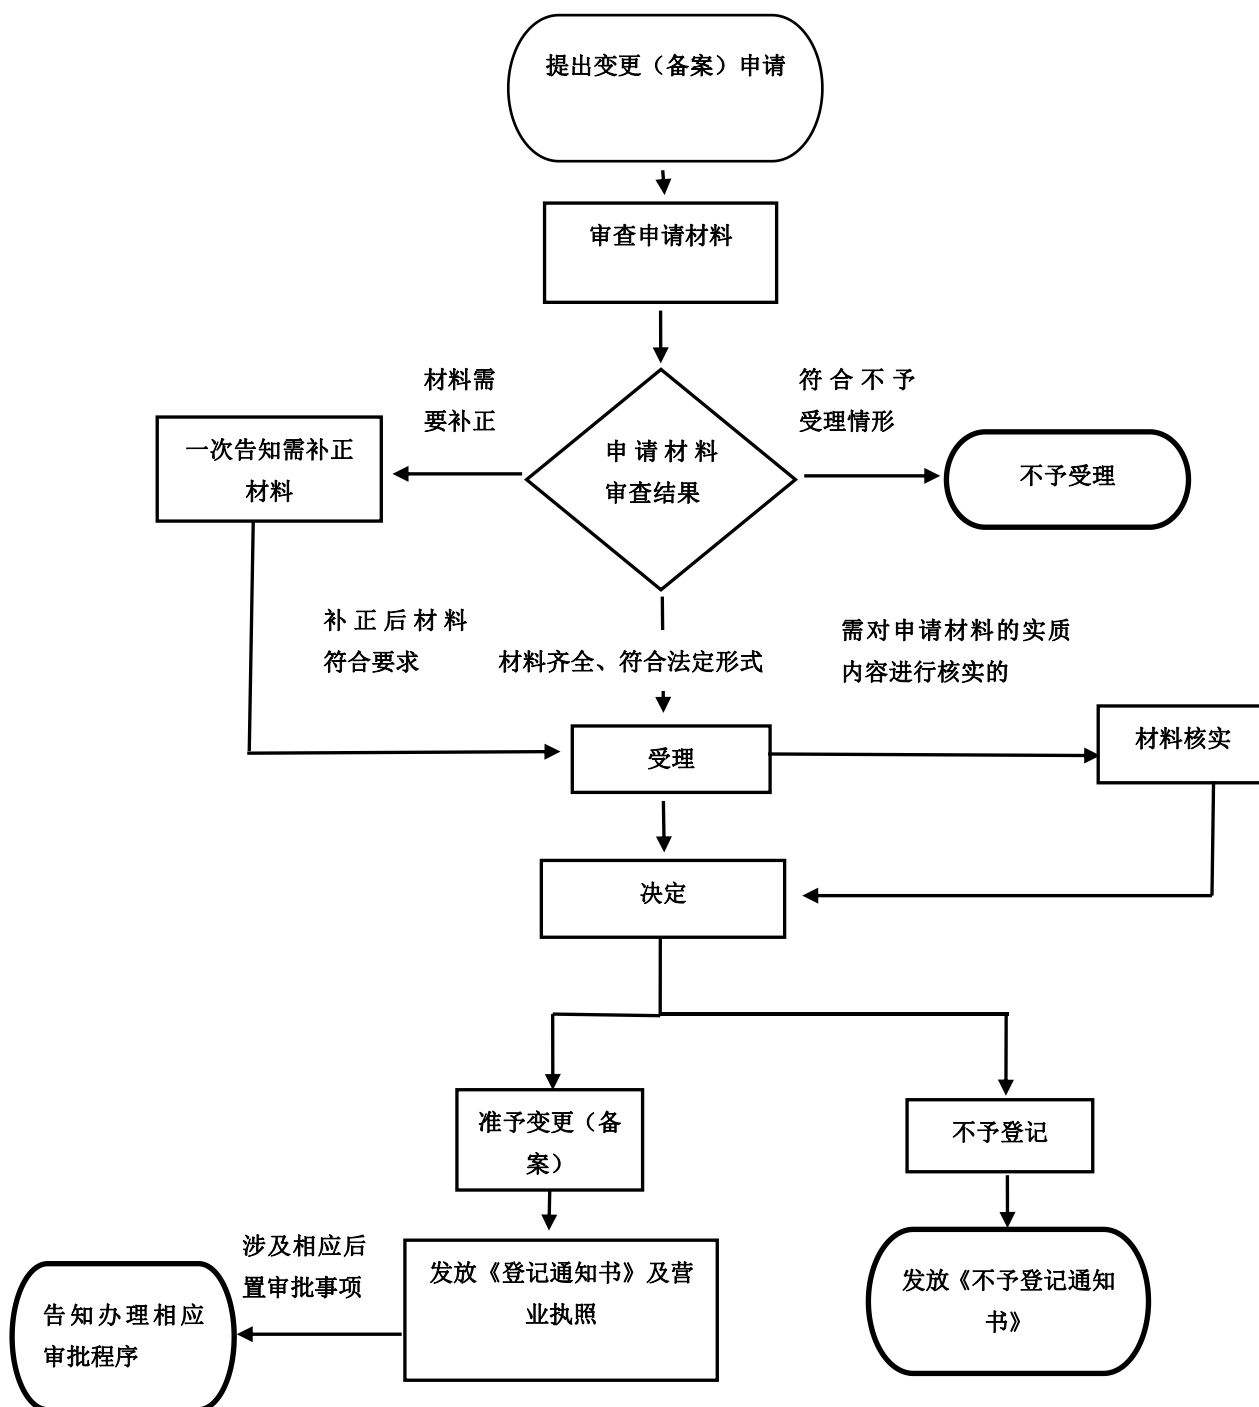 提出变更（备案）申请
审查申请材料
材料需
要补正
符合不予
受理情形
一次告知需补正
材料
申请材料
审查结果
不予受理
补正后材料
符合要求
材料齐全、符合法定形式
需对申请材料的实质
内容进行核实的
受理
材料核实
决定
准予变更（备
案）
不予登记
涉及相应后
置审批事项
发放《登记通知书》及营
业执照
发放《不予登记通知
书》
告知办理相应
审批程序